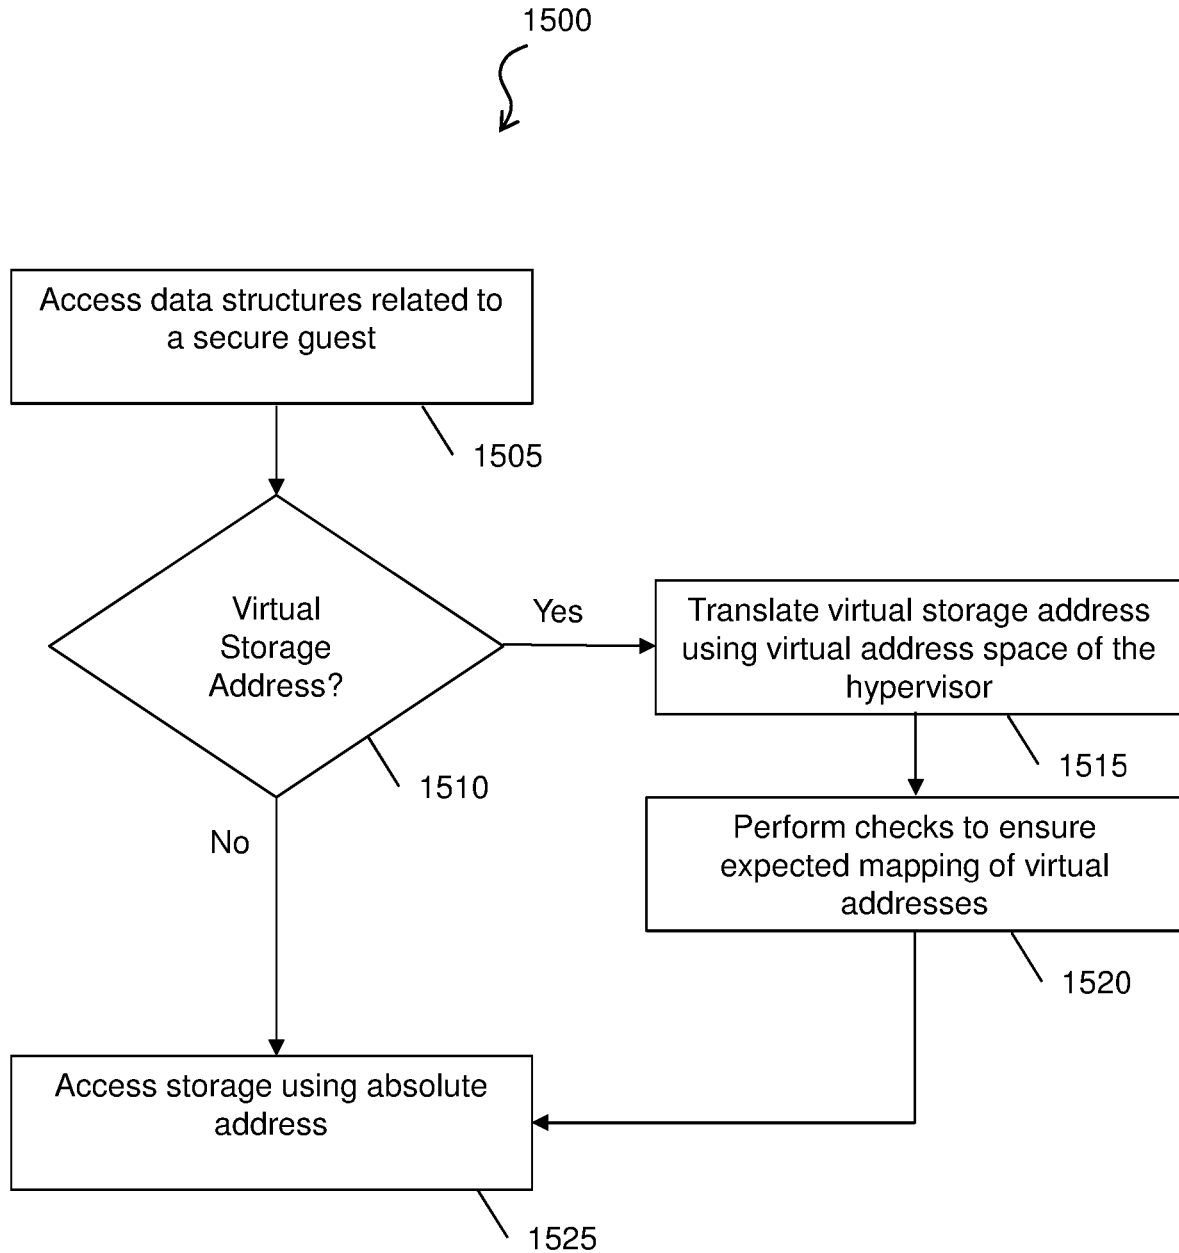 1500
Access data structures related to
a secure guest
1505
Virtual
Storage
Address?
1510
Yes
Translate virtual storage address
using virtual address space of the
hypervisor
1515
Perform checks to ensure
expected mapping of virtual
addresses
1520
No
Access storage using absolute
address
1525